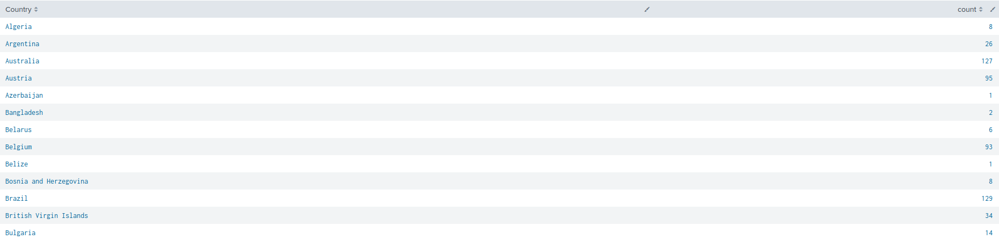 Country count
Algeria 8
Argentina 26
Australia 127
Austria 95
Azerbaijan 1
Bangladesh 2
Belarus 6
Belgium 93
Belize 1
Bosnia and Herzegovina 8
Brazil 129
British Virgin Islands 34
Bulgaria 14